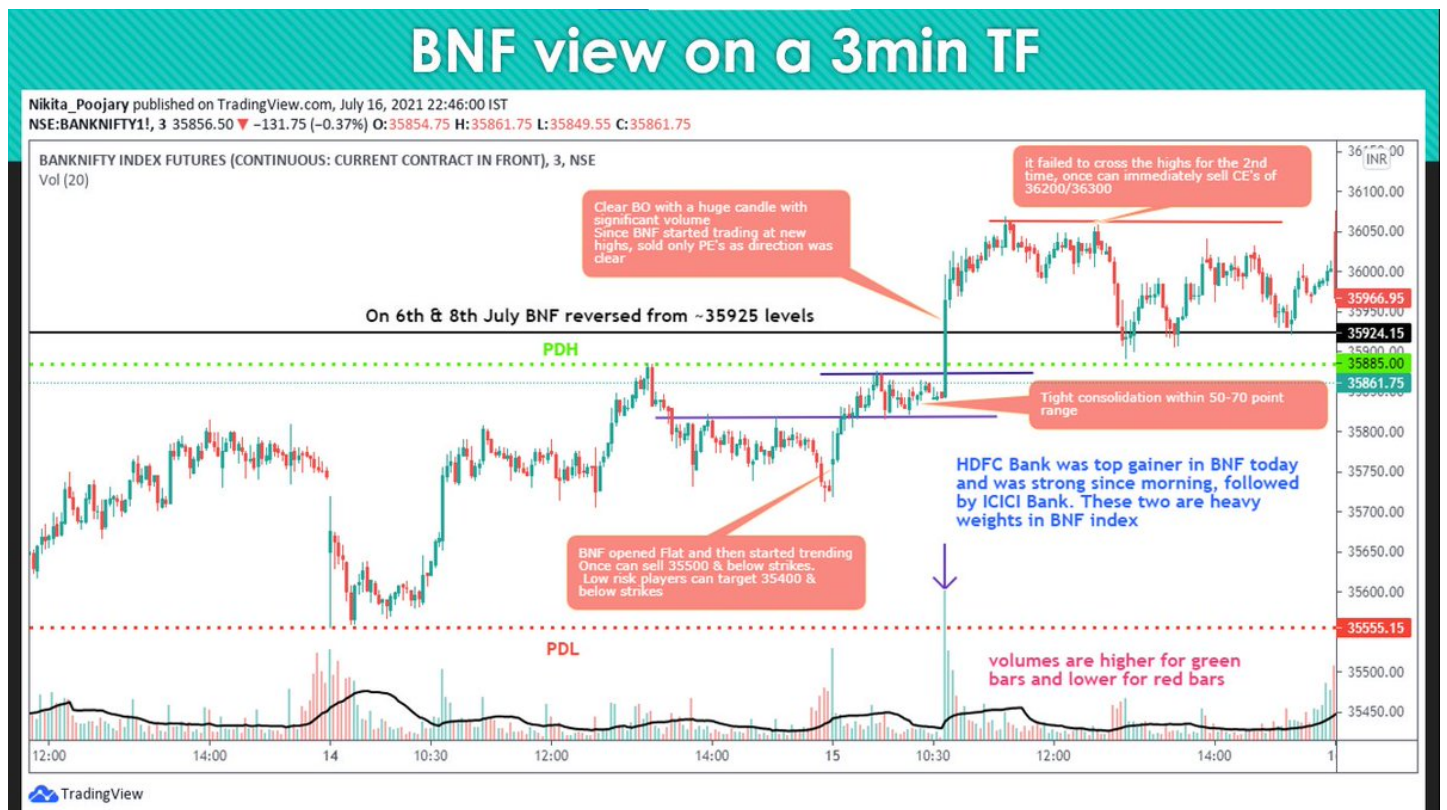 BNF view on a 3min TF
Nikita_Poojary published on TradingView.com, July 16, 2021 22:46:00 IST
NSE:BANKNIFTY1!, 3 35856.50 ▼ −131.75 (−0.37%) O:35854.75 H:35861.75 L:35849.55 C:35861.75
BANKNIFTY INDEX FUTURES (CONTINUOUS: CURRENT CONTRACT IN FRONT), 3, NSE
Vol (20)
Clear BO with a huge candle with
significant volume
Since BNF started trading at new
highs, sold only PE's as direction was
clear
it failed to cross the highs for the 2nd
time, once can immediately sell CE's of
36200/36300
On 6th & 8th July BNF reversed from ~35925 levels
PDH
Tight consolidation within 50-70 point
range
HDFC Bank was top gainer in BNF today
and was strong since morning, followed
by ICICI Bank. These two are heavy
weights in BNF index
BNF opened Flat and then started trending
Once can sell 35500 & below strikes.
Low risk players can target 35400 &
below strikes
PDL
volumes are higher for green
bars and lower for red bars
INR
36100.00
36050.00
36000.00
35966.95
35950.00
35924.15
35900.00
35885.00
35861.75
35800.00
35750.00
35700.00
35650.00
35600.00
35555.15
35500.00
35450.00
12:00
14:00
14
10:30
12:00
14:00
15
10:30
12:00
14:00
TradingView